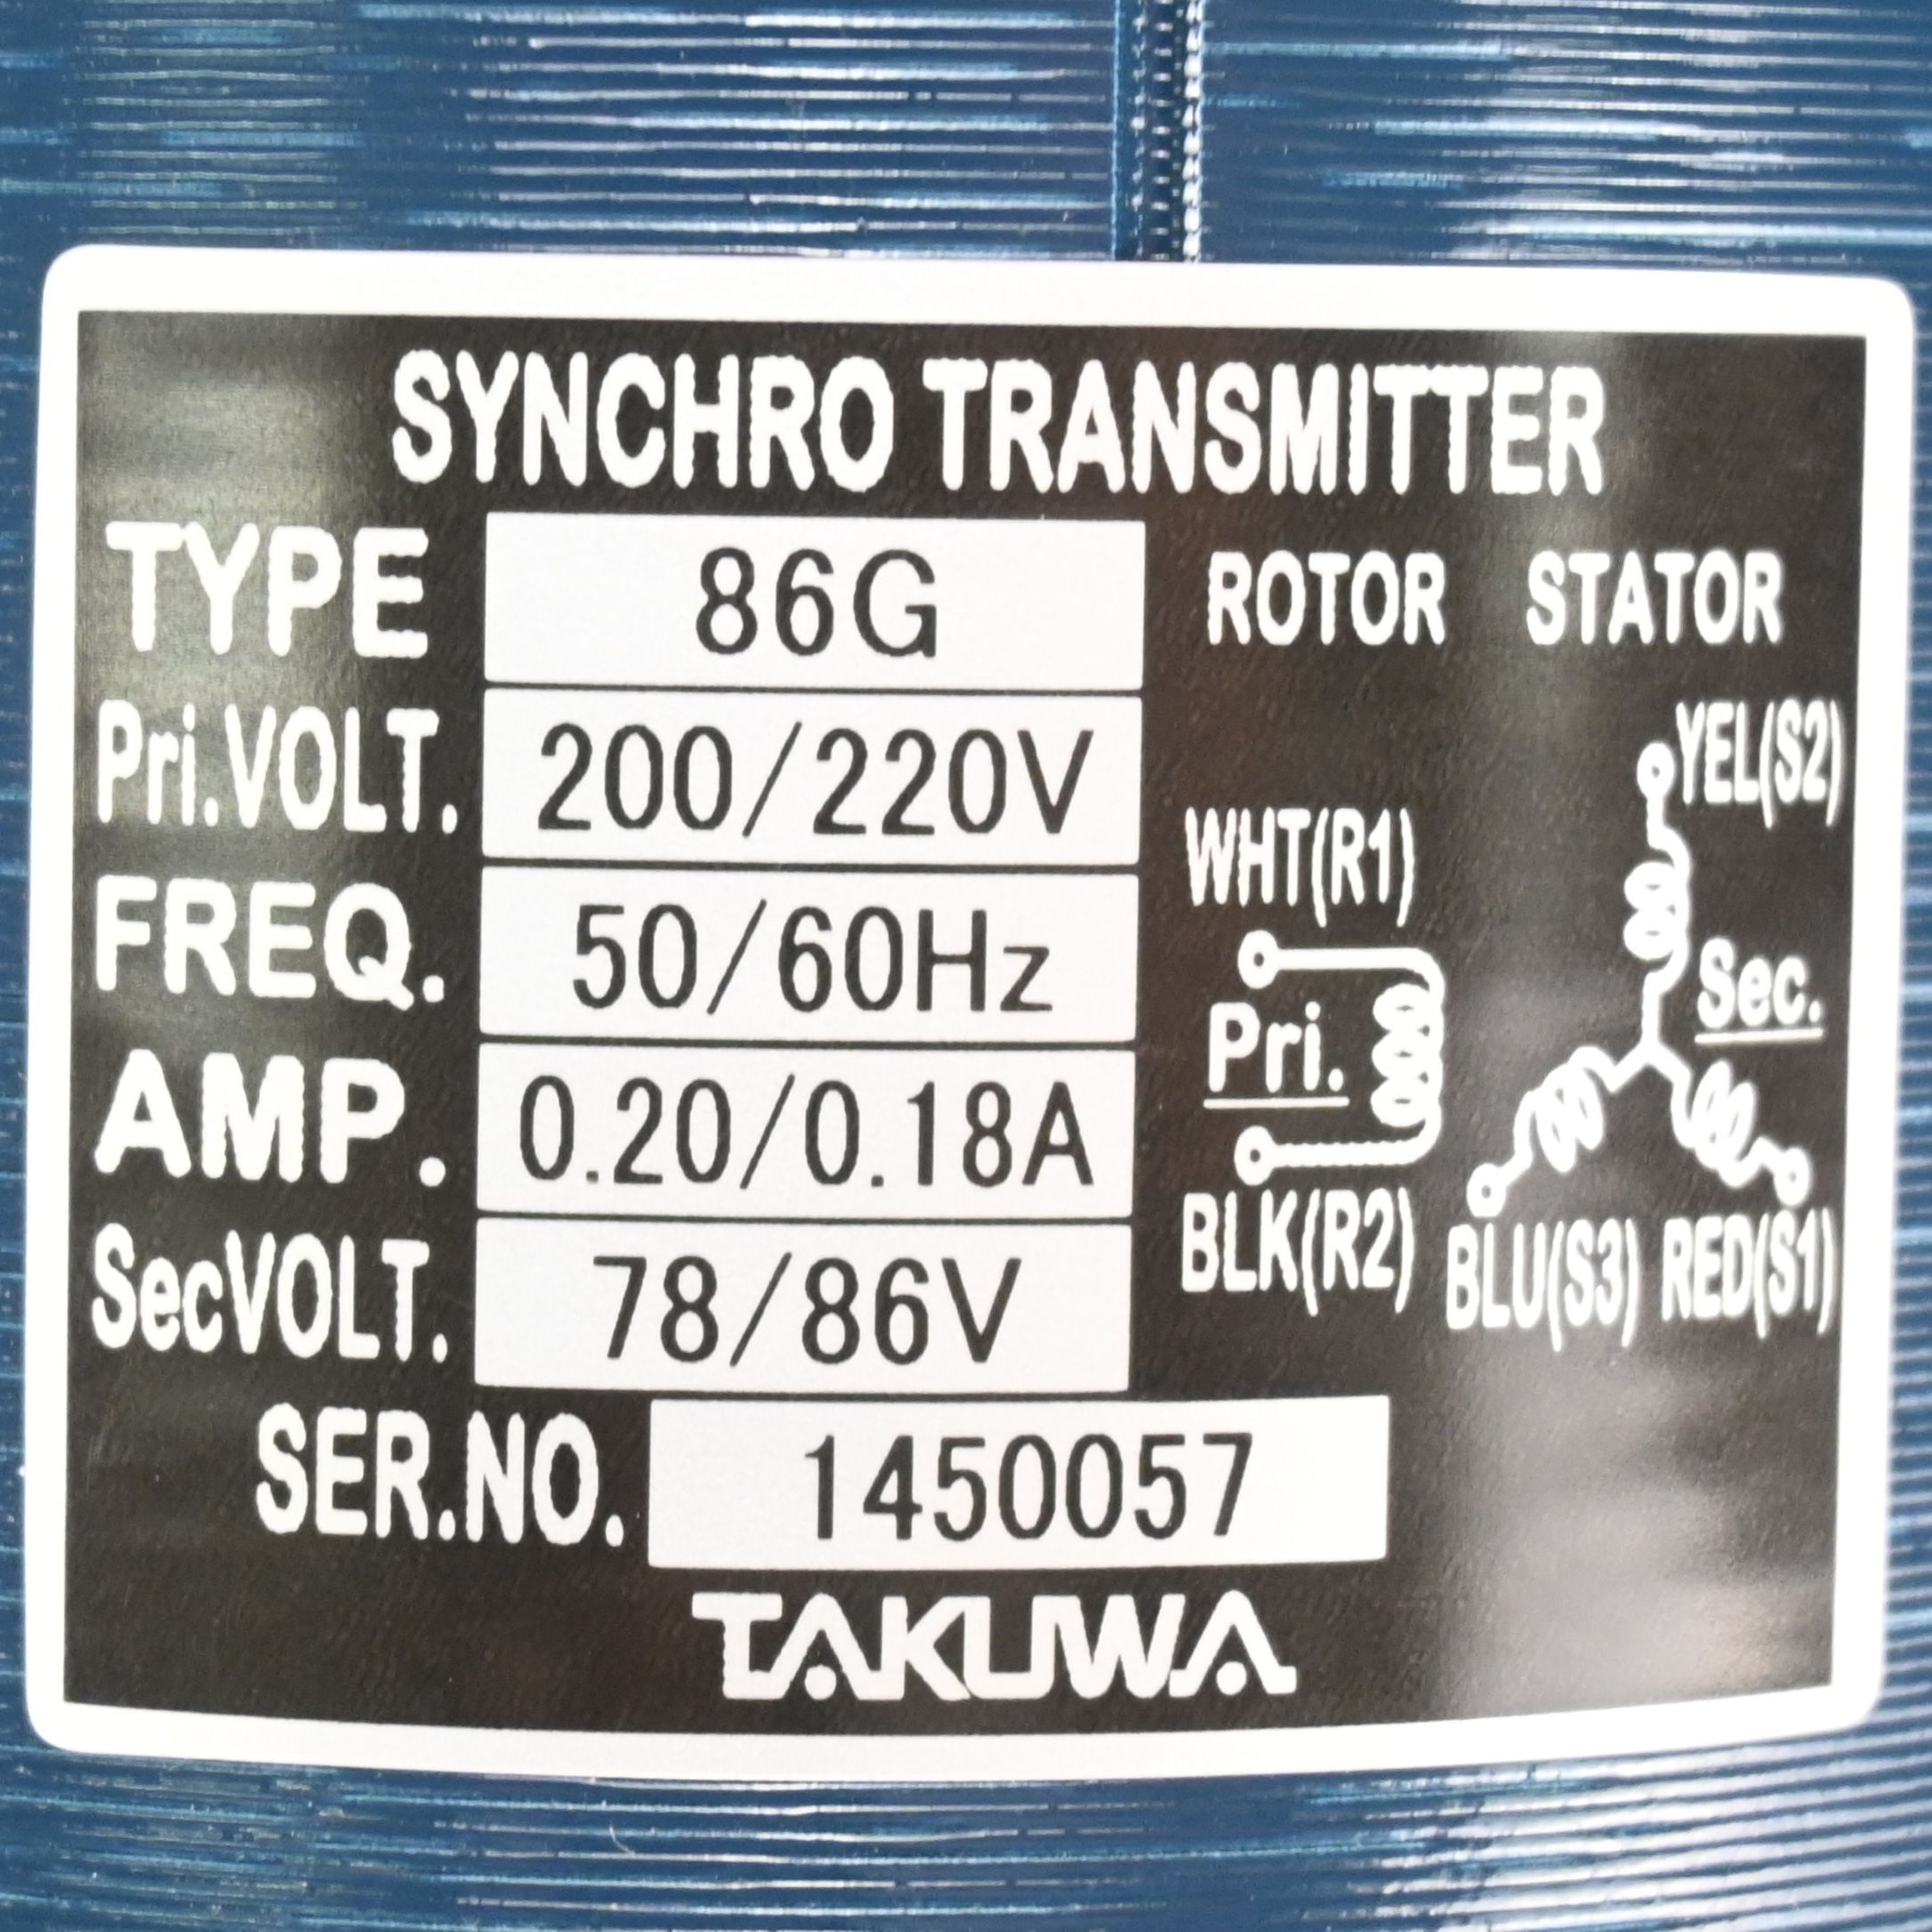 SYNCHRO TRANSMITTER
TYPE 86G
Pri.VOLT. 200/220V
FREQ. 50/60Hz
AMP. 0.20/0.18A
SecVOLT. 78/86V
SER.NO. 1450057
TAKUWA
ROTOR STATOR
YEL(S2)
WHT(R1)
Sec.
Pri.
BLK(R2) BLU(S3) RED(S1)